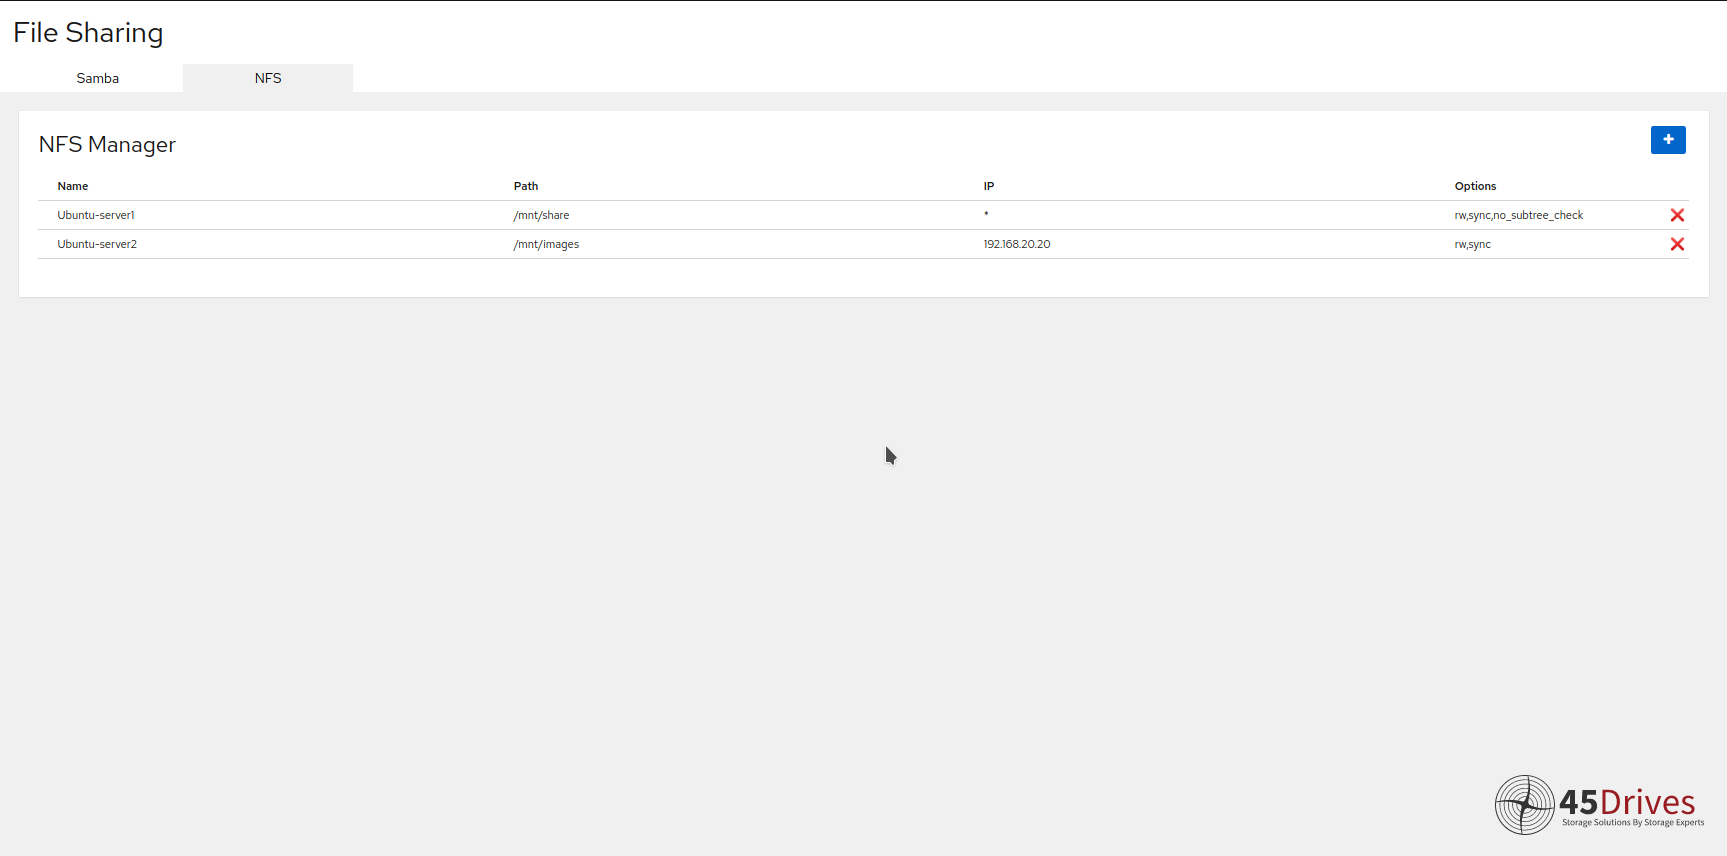 File Sharing
Samba NFS
NFS Manager
+
Name Path IP Options
Ubuntu-server1 /mnt/share * rw,sync,no_subtree_check
Ubuntu-server2 /mnt/images 192.168.20.20 rw,sync
45Drives
Storage Solutions By Storage Experts